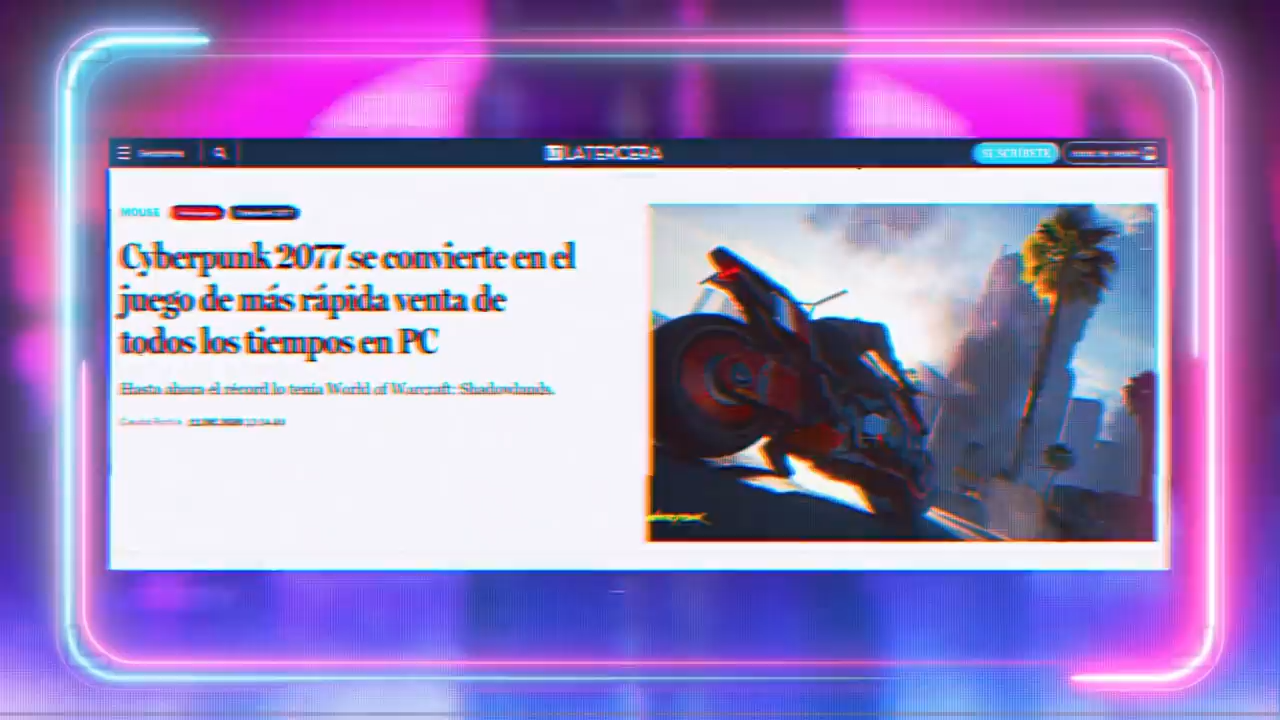 LATERCERA
SUSCRÍBETE
MOUSE
Cyberpunk 2077 se convierte en el
juego de más rápida venta de
todos los tiempos en PC
Hasta ahora el récord lo tenía World of Warcraft: Shadowlands.